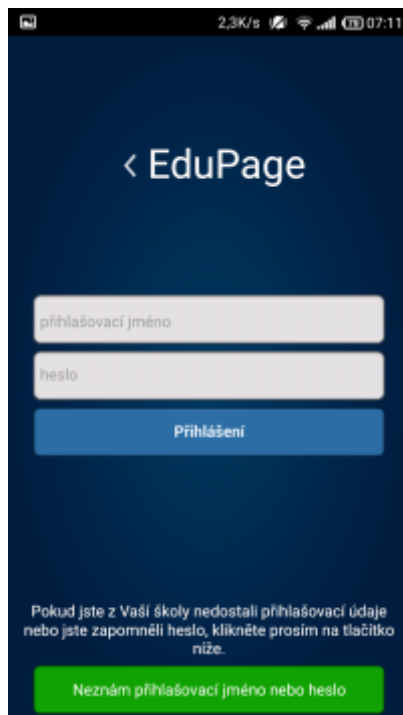 2,3K/s 79 07:11
< EduPage
přihlašovací jméno
heslo
Přihlášení
Pokud jste z Vaší školy nedostali přihlašovací údaje
nebo jste zapomněli heslo, klikněte prosím na tlačítko
níže.
Neznám přihlašovací jméno nebo heslo